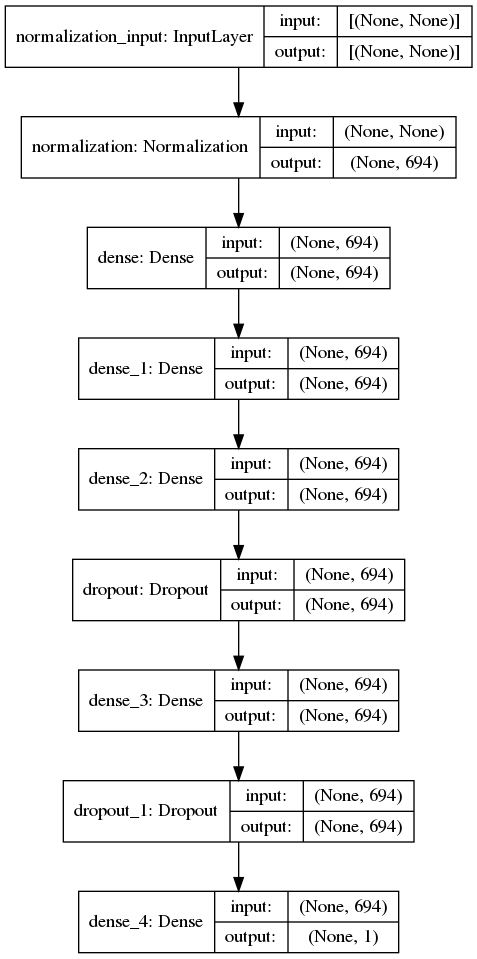 normalization_input: InputLayer
input: [(None, None)]
output: [(None, None)]
normalization: Normalization
input: (None, None)
output: (None, 694)
dense: Dense
input: (None, 694)
output: (None, 694)
dense_1: Dense
input: (None, 694)
output: (None, 694)
dense_2: Dense
input: (None, 694)
output: (None, 694)
dropout: Dropout
input: (None, 694)
output: (None, 694)
dense_3: Dense
input: (None, 694)
output: (None, 694)
dropout_1: Dropout
input: (None, 694)
output: (None, 694)
dense_4: Dense
input: (None, 694)
output: (None, 1)